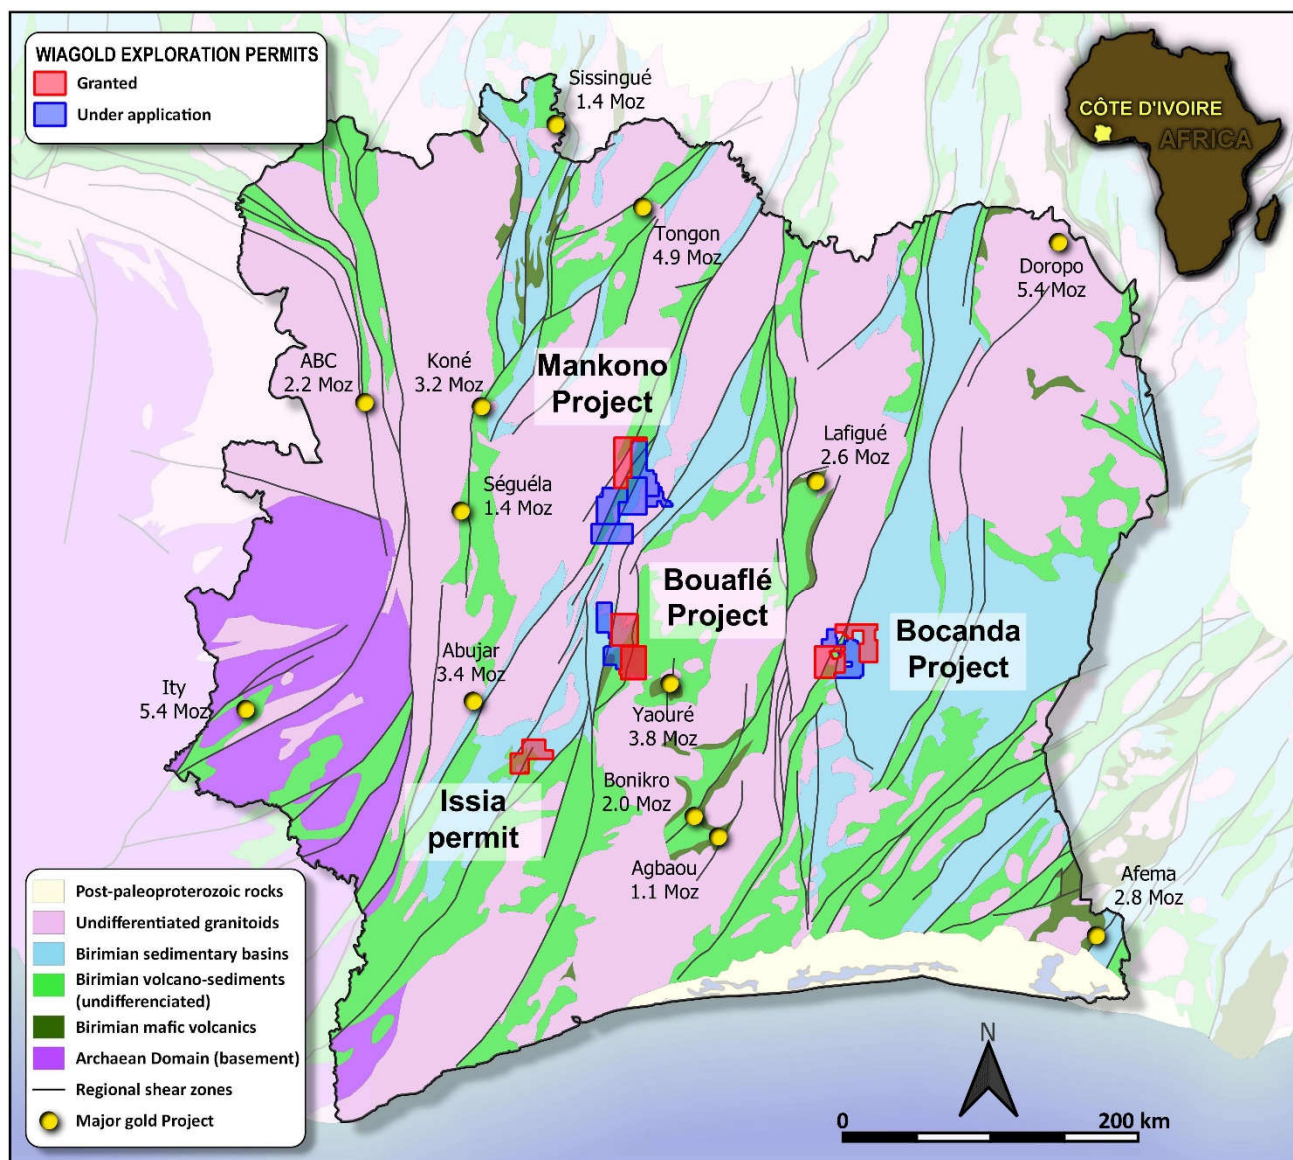 WIAGOLD EXPLORATION PERMITS
Granted
Under application
CÔTE D'IVOIRE
AFRICA
Sissingué
1.4 Moz
Tongon
4.9 Moz
Doropo
5.4 Moz
ABC
2.2 Moz
Koné
3.2 Moz
Mankono
Project
Lafigué
2.6 Moz
Séguéla
1.4 Moz
Bouaflé
Project
Bocanda
Project
Abujar
3.4 Moz
Ity
5.4 Moz
Yaouré
3.8 Moz
Issia
permit
Bonikro
2.0 Moz
Agbaou
1.1 Moz
Afema
2.8 Moz
Post-paleoproterozoic rocks
Undifferentiated granitoids
Birimian sedimentary basins
Birimian volcano-sediments
(undifferenciated)
Birimian mafic volcanics
Archaean Domain (basement)
Regional shear zones
Major gold Project
N
0 200 km